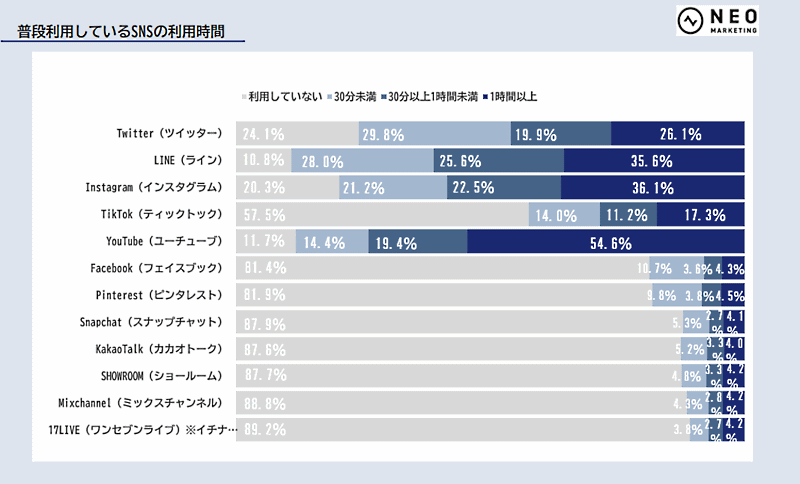 普段利用しているSNSの利用時間
NEO
MARKETING
利用していない 30分未満 30分以上1時間未満 1時間以上
Twitter（ツイッター） 24.1% 29.8% 19.9% 26.1%
LINE（ライン） 10.8% 28.0% 25.6% 35.6%
Instagram（インスタグラム） 20.3% 21.2% 22.5% 36.1%
TikTok（ティックトック） 57.5% 14.0% 11.2% 17.3%
YouTube（ユーチューブ） 11.7% 14.4% 19.4% 54.6%
Facebook（フェイスブック） 81.4% 10.7% 3.6% 4.3%
Pinterest（ピンタレスト） 81.9% 9.8% 3.8% 4.5%
Snapchat（スナップチャット） 87.9% 5.3% 2.7% 4.1%
KakaoTalk（カカオトーク） 87.6% 5.2% 3.3% 4.0%
SHOWROOM（ショールーム） 87.7% 4.8% 3.3% 4.2%
Mixchannel（ミックスチャンネル） 88.8% 4.3% 2.8% 4.2%
17LIVE（ワンセブンライブ）※イチナ… 89.2% 3.8% 2.7% 4.2%